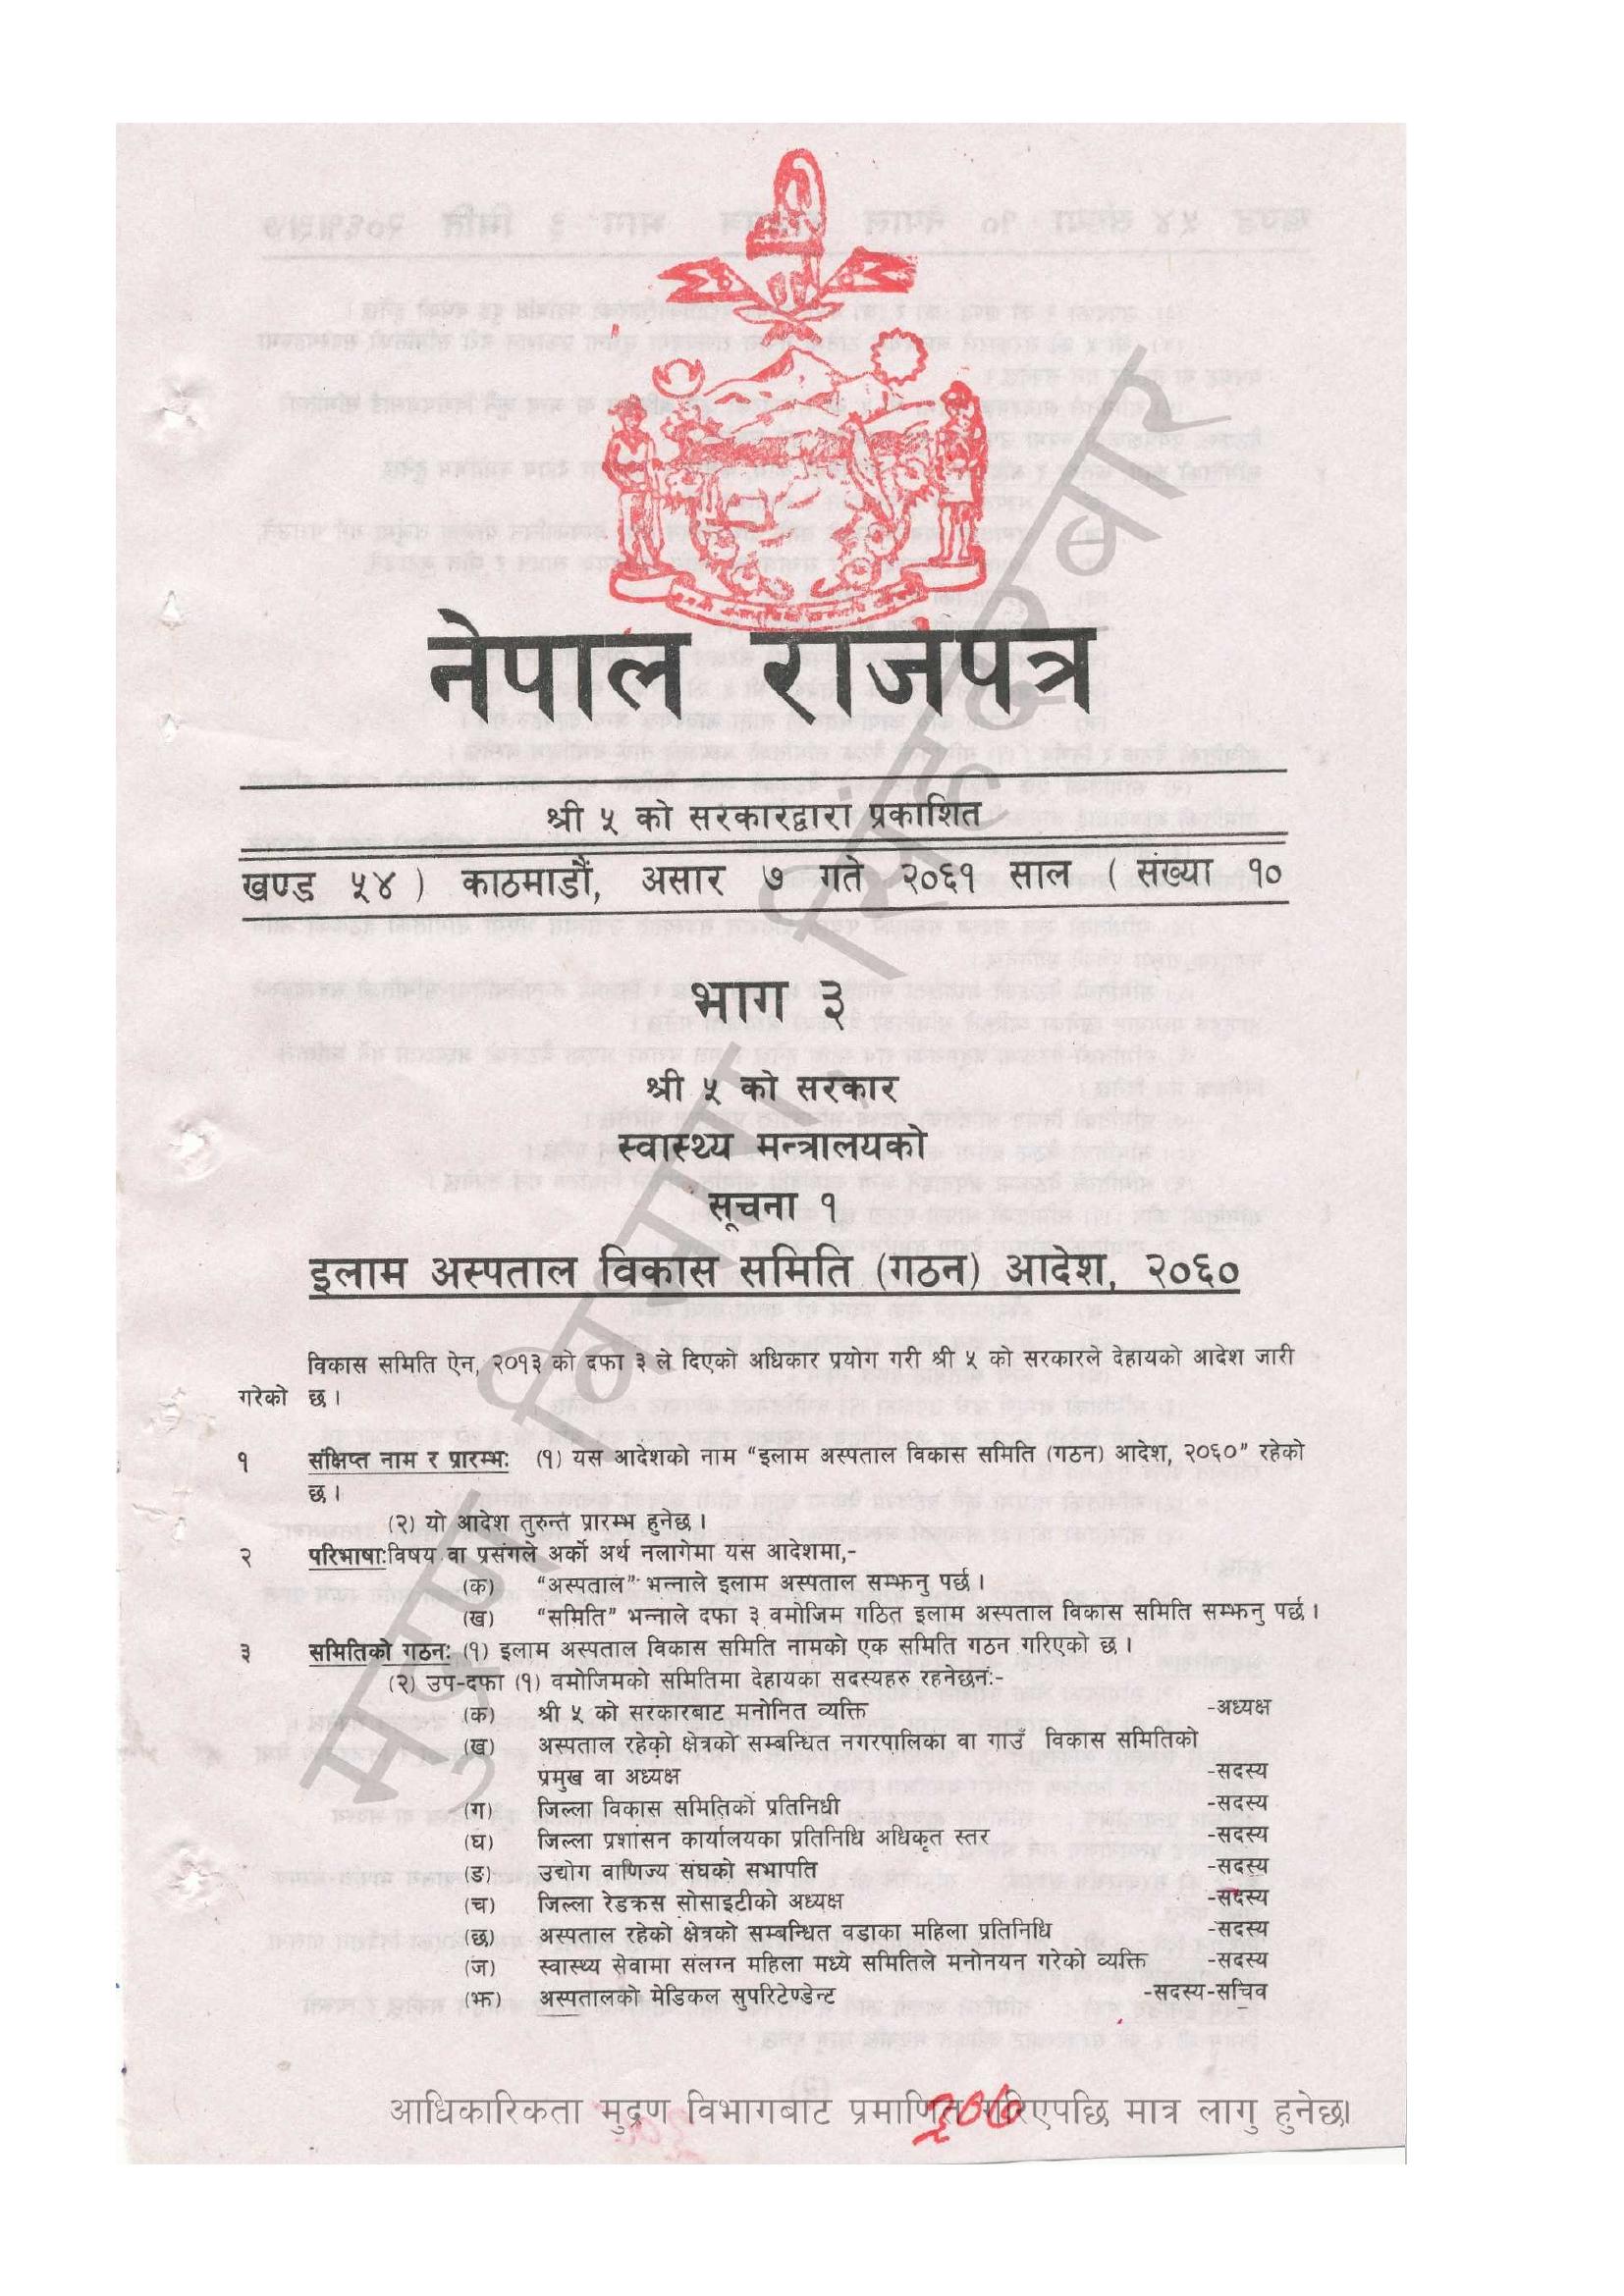 नेपाल राजपत्र
श्री ५ को सरकारद्वारा प्रकाशित
खण्ड ५४ ) काठमाडौं, असार ७ गते २०६१ साल ( संख्या १०
भाग ३
श्री ५ को सरकार
स्वास्थ्य मन्त्रालयको
सूचना १
इलाम अस्पताल विकास समिति (गठन) आदेश, २०६०
विकास समिति ऐन, २०१३ को दफा ३ ले दिएको अधिकार प्रयोग गरी श्री ५ को सरकारले देहायको आदेश जारी
गरेको छ ।
१ संक्षिप्त नाम र प्रारम्भः (१) यस आदेशको नाम “इलाम अस्पताल विकास समिति (गठन) आदेश, २०६०” रहेको
छ ।
(२) यो आदेश तुरुन्त प्रारम्भ हुनेछ ।
२ परिभाषाःविषय वा प्रसंगले अर्को अर्थ नलागेमा यस आदेशमा,-
(क) “अस्पताल” भन्नाले इलाम अस्पताल सम्झनु पर्छ ।
(ख) “समिति” भन्नाले दफा ३ वमोजिम गठित इलाम अस्पताल विकास समिति सम्झनु पर्छ ।
३ समितिको गठनः (१) इलाम अस्पताल विकास समिति नामको एक समिति गठन गरिएको छ ।
(२) उप-दफा (१) वमोजिमको समितिमा देहायका सदस्यहरु रहनेछनः-
(क) श्री ५ को सरकारबाट मनोनित व्यक्ति -अध्यक्ष
(ख) अस्पताल रहेको क्षेत्रको सम्बन्धित नगरपालिका वा गाउँ विकास समितिको
प्रमुख वा अध्यक्ष -सदस्य
(ग) जिल्ला विकास समितिको प्रतिनिधी -सदस्य
(घ) जिल्ला प्रशासन कार्यालयका प्रतिनिधि अधिकृत स्तर -सदस्य
(ङ) उद्योग वाणिज्य संघको सभापति -सदस्य
(च) जिल्ला रेडक्रस सोसाइटीको अध्यक्ष -सदस्य
(छ) अस्पताल रहेको क्षेत्रको सम्बन्धित वडाका महिला प्रतिनिधि -सदस्य
(ज) स्वास्थ्य सेवामा संलग्न महिला मध्ये समितिले मनोनयन गरेको व्यक्ति -सदस्य
(झ) अस्पतालको मेडिकल सुपरिटेण्डेन्ट -सदस्य-सचिव
मुद्रण विभाग, सिंहदरबार
आधिकारिकता मुद्रण विभागबाट प्रमाणित गरिएपछि मात्र लागु हुनेछ।
२०७